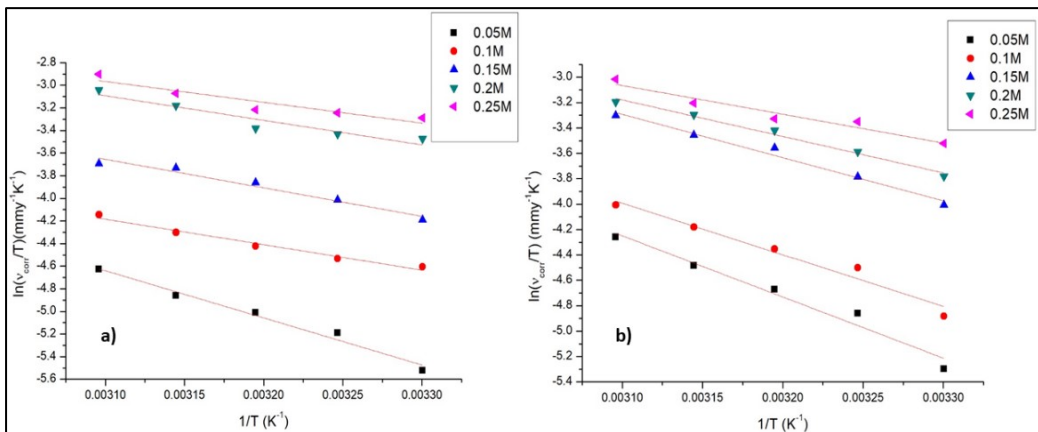 0.05M
0.1M
0.15M
0.2M
0.25M
-2.8
-3.0
-3.2
-3.4
-3.6
-3.8
-4.0
-4.2
-4.4
-4.6
-4.8
-5.0
-5.2
-5.4
-5.6
ln(νcorr/T)(mmy⁻¹K⁻¹)
a)
0.00310 0.00315 0.00320 0.00325 0.00330
1/T (K⁻¹)
0.05M
0.1M
0.15M
0.2M
0.25M
-3.0
-3.2
-3.4
-3.6
-3.8
-4.0
-4.2
-4.4
-4.6
-4.8
-5.0
-5.2
-5.4
ln(νcorr/T) (mmy⁻¹K⁻¹)
b)
0.00310 0.00315 0.00320 0.00325 0.00330
1/T (K⁻¹)